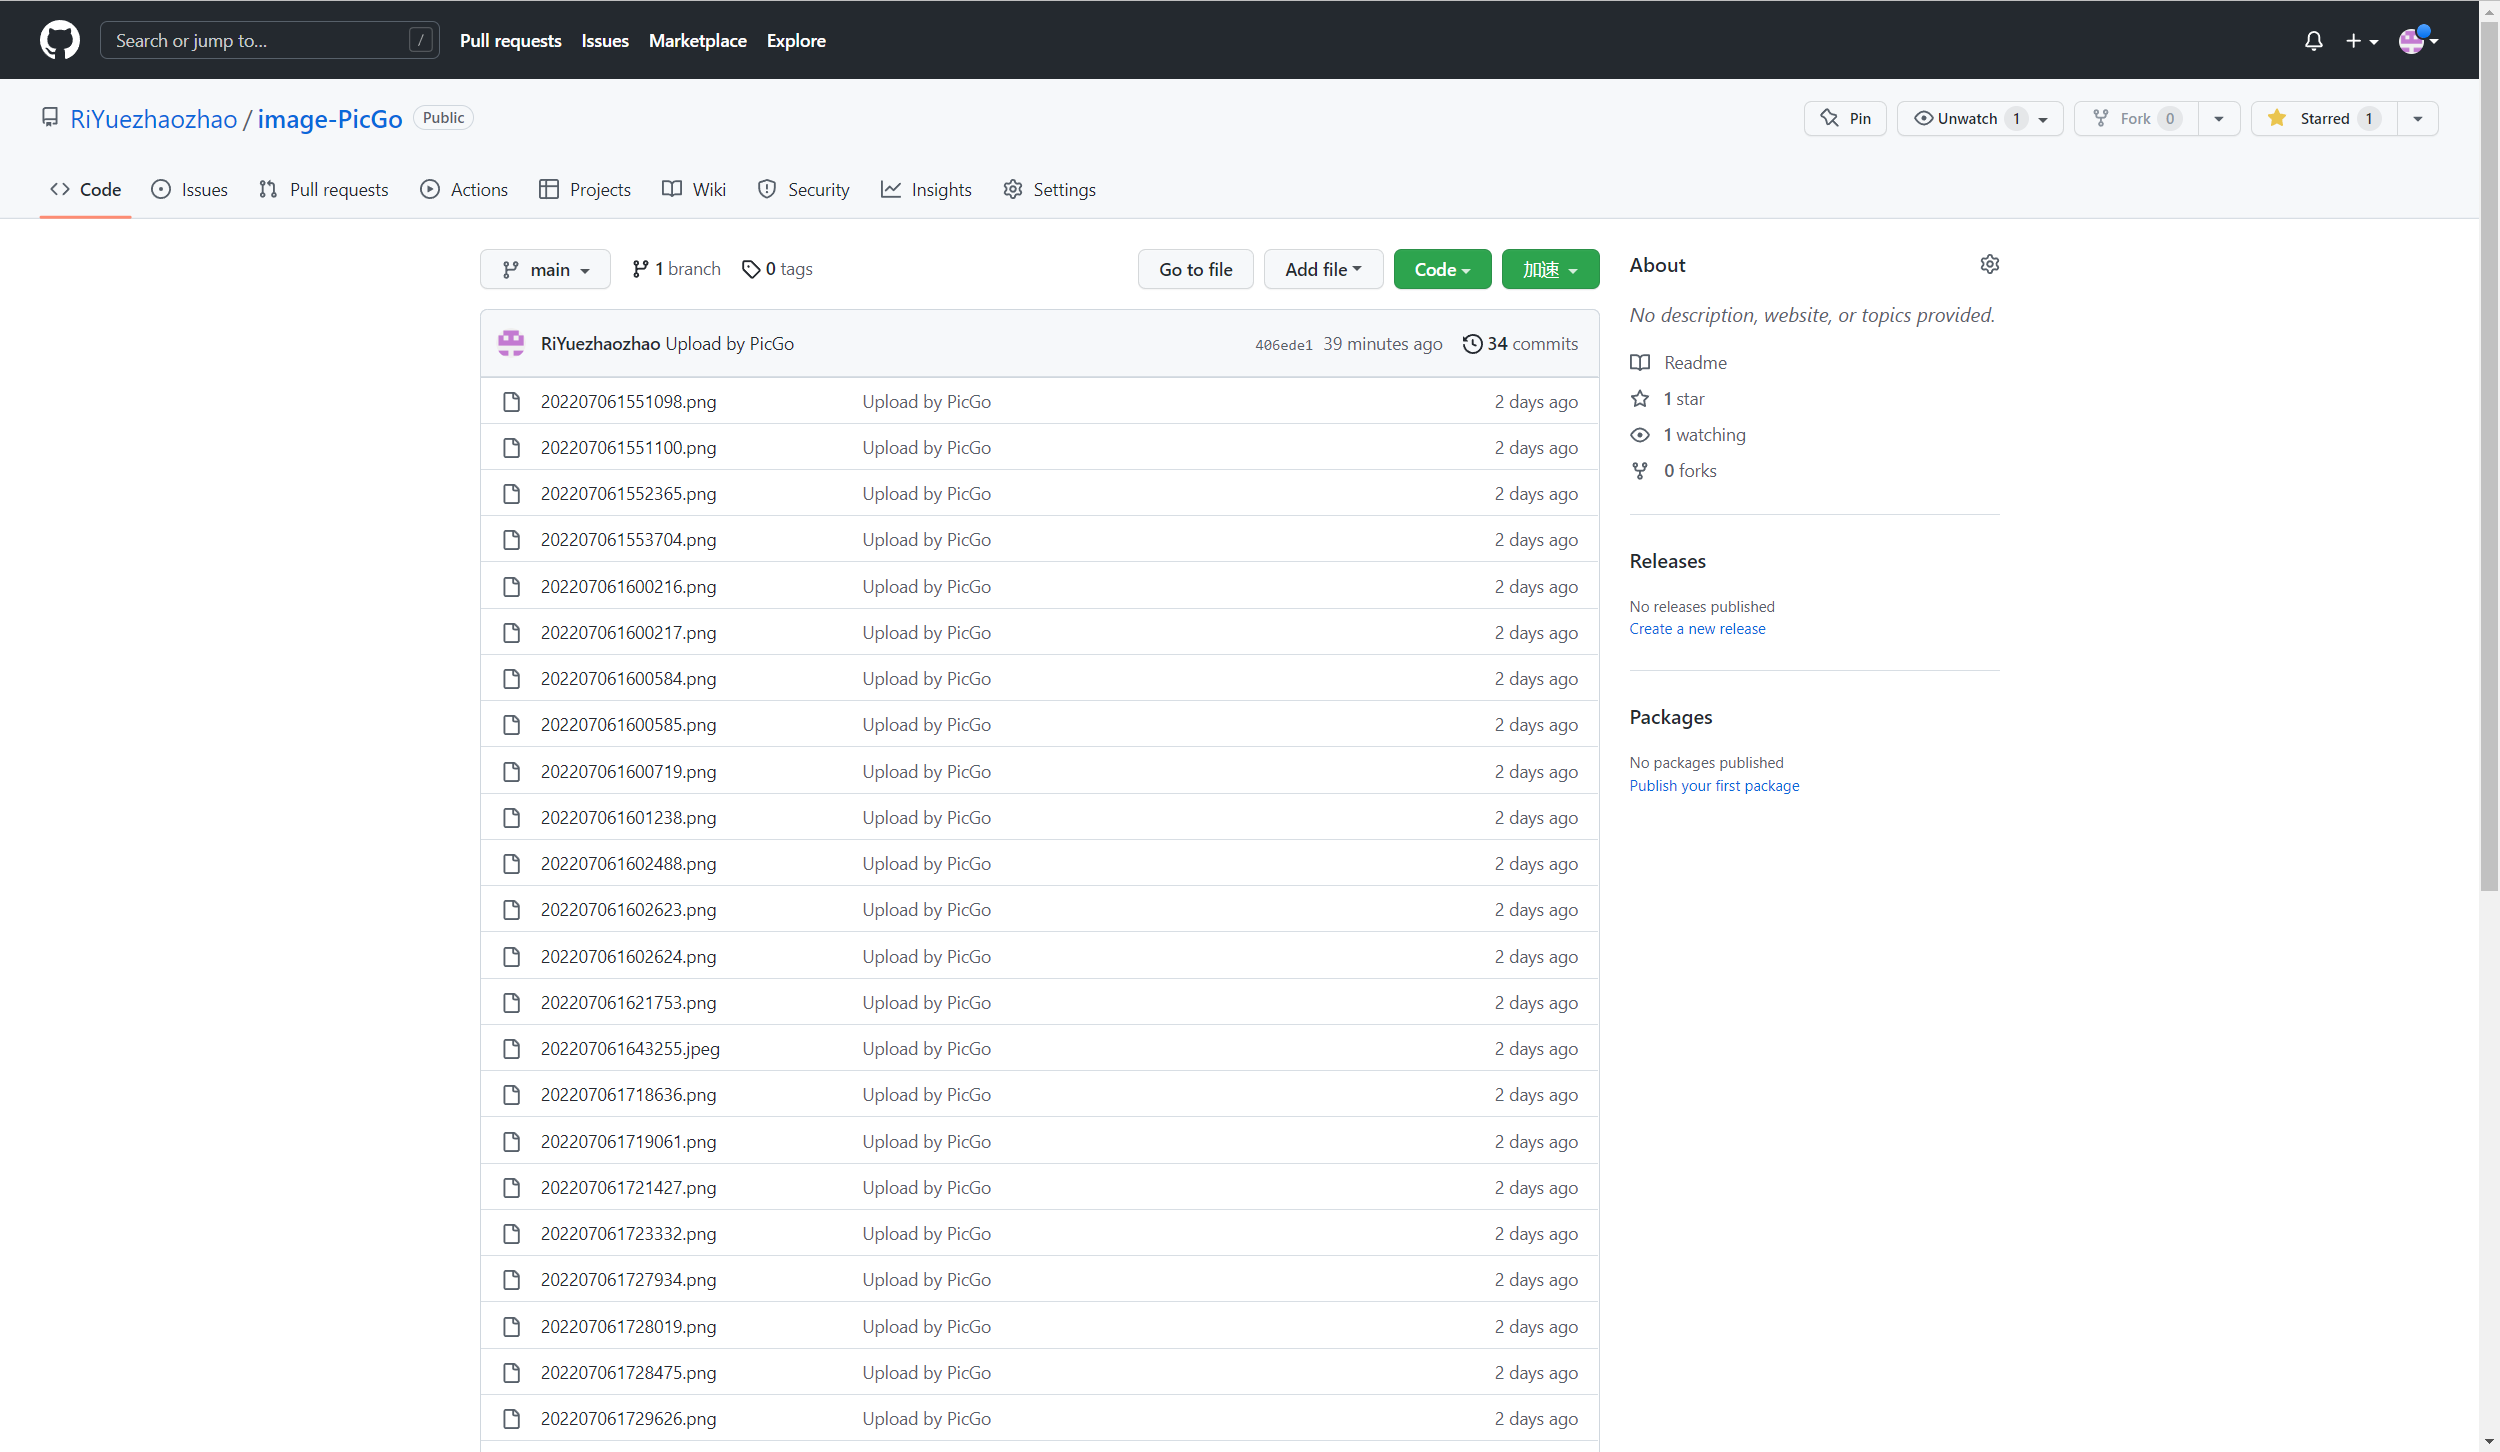 Search or jump to... / Pull requests Issues Marketplace Explore
RiYuezhaozhao / image-PicGo Public Pin Unwatch 1 Fork 0 Starred 1
Code Issues Pull requests Actions Projects Wiki Security Insights Settings
main 1 branch 0 tags Go to file Add file Code 加速
RiYuezhaozhao Upload by PicGo 406ede1 39 minutes ago 34 commits
202207061551098.png Upload by PicGo 2 days ago
202207061551100.png Upload by PicGo 2 days ago
202207061552365.png Upload by PicGo 2 days ago
202207061553704.png Upload by PicGo 2 days ago
202207061600216.png Upload by PicGo 2 days ago
202207061600217.png Upload by PicGo 2 days ago
202207061600584.png Upload by PicGo 2 days ago
202207061600585.png Upload by PicGo 2 days ago
202207061600719.png Upload by PicGo 2 days ago
202207061601238.png Upload by PicGo 2 days ago
202207061602488.png Upload by PicGo 2 days ago
202207061602623.png Upload by PicGo 2 days ago
202207061602624.png Upload by PicGo 2 days ago
202207061621753.png Upload by PicGo 2 days ago
202207061643255.jpeg Upload by PicGo 2 days ago
202207061718636.png Upload by PicGo 2 days ago
202207061719061.png Upload by PicGo 2 days ago
202207061721427.png Upload by PicGo 2 days ago
202207061723332.png Upload by PicGo 2 days ago
202207061727934.png Upload by PicGo 2 days ago
202207061728019.png Upload by PicGo 2 days ago
202207061728475.png Upload by PicGo 2 days ago
202207061729626.png Upload by PicGo 2 days ago
About
No description, website, or topics provided.
Readme
1 star
1 watching
0 forks
Releases
No releases published
Create a new release
Packages
No packages published
Publish your first package